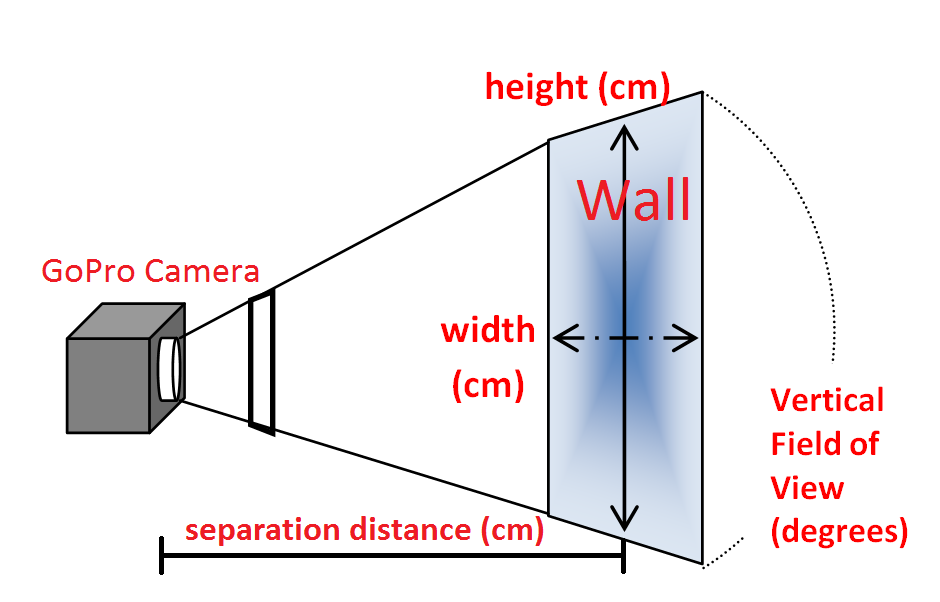 height (cm)
Wall
GoPro Camera
width
(cm)
Vertical
Field of
View
(degrees)
separation distance (cm)